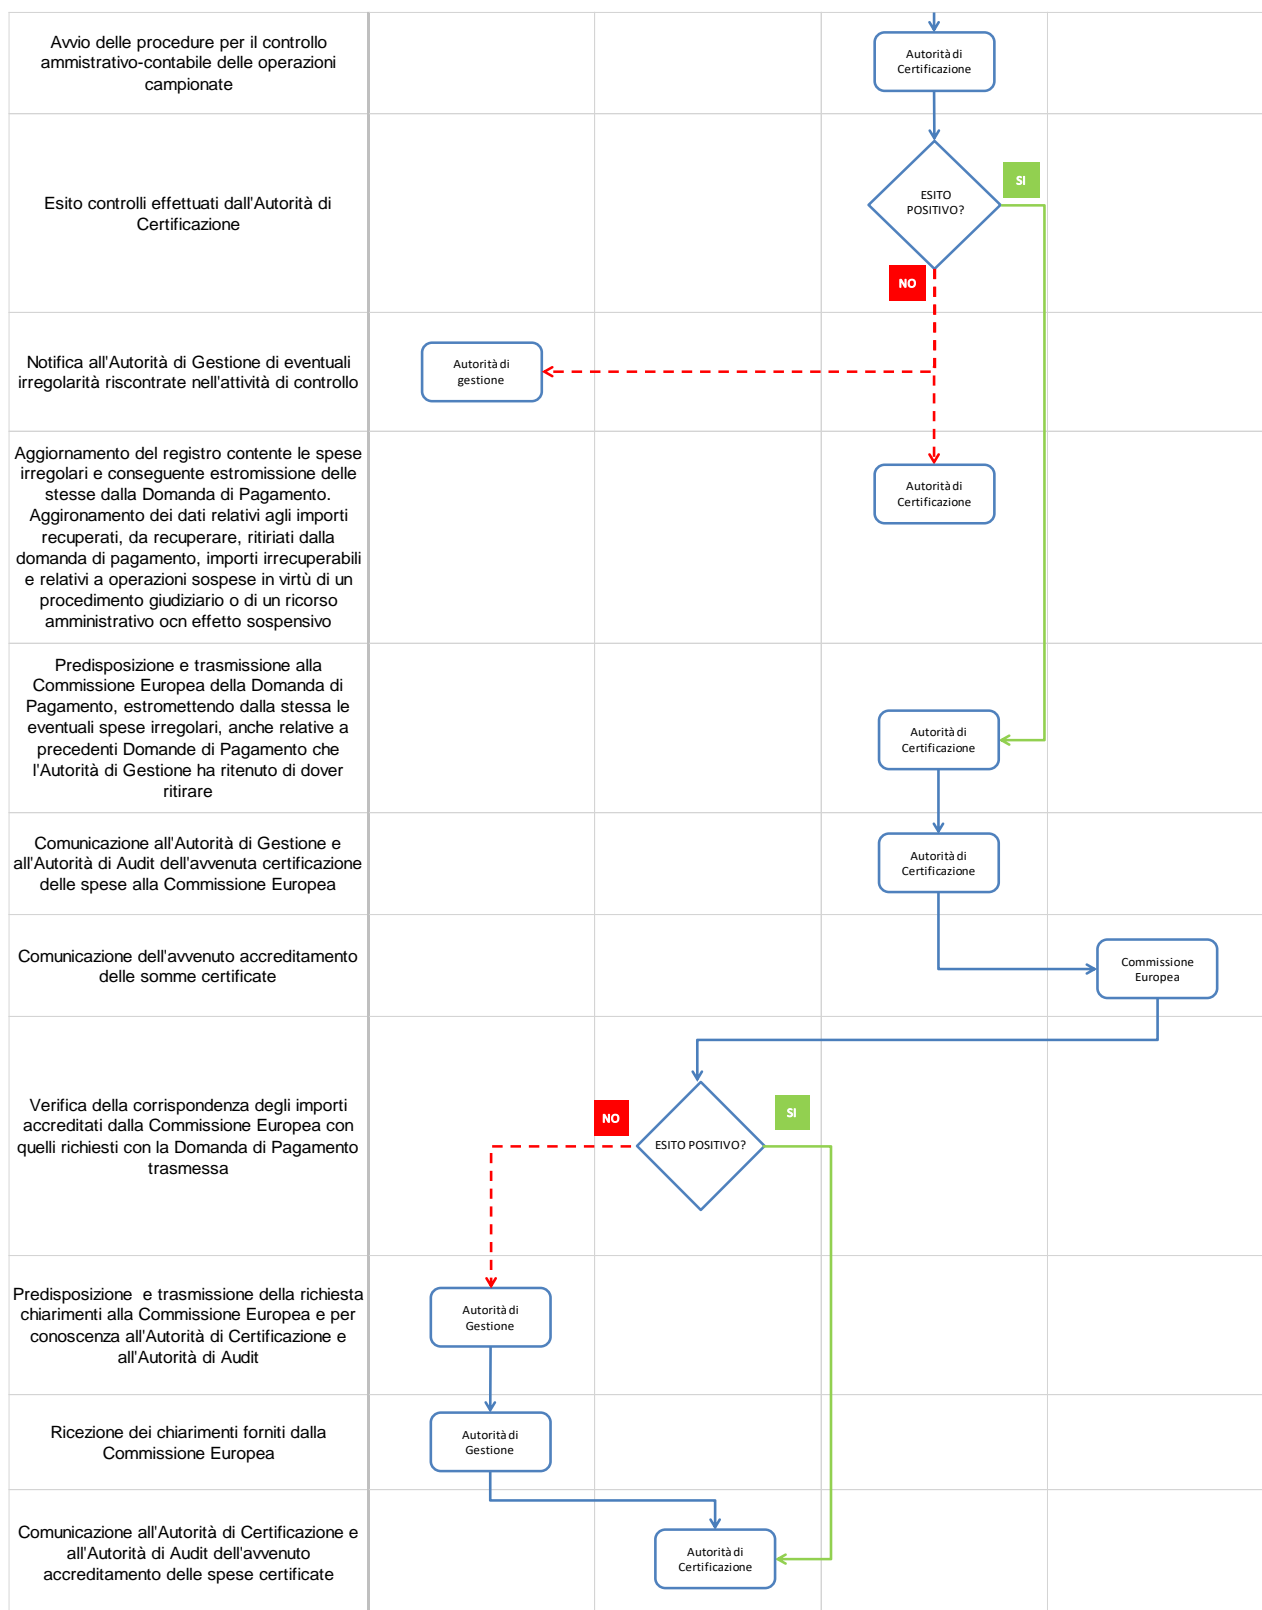 Avvio delle procedure per il controllo
ammistrativo-contabile delle operazioni
campionate
Autorità di
Certificazione
Esito controlli effettuati dall'Autorità di
Certificazione
ESITO
POSITIVO?
SI
NO
Notifica all'Autorità di Gestione di eventuali
irregolarità riscontrate nell'attività di controllo
Autorità di
gestione
Aggiornamento del registro contente le spese
irregolari e conseguente estromissione delle
stesse dalla Domanda di Pagamento.
Aggironamento dei dati relativi agli importi
recuperati, da recuperare, ritiriati dalla
domanda di pagamento, importi irrecuperabili
e relativi a operazioni sospese in virtù di un
procedimento giudiziario o di un ricorso
amministrativo ocn effetto sospensivo
Autorità di
Certificazione
Predisposizione e trasmissione alla
Commissione Europea della Domanda di
Pagamento, estromettendo dalla stessa le
eventuali spese irregolari, anche relative a
precedenti Domande di Pagamento che
l'Autorità di Gestione ha ritenuto di dover
ritirare
Autorità di
Certificazione
Comunicazione all'Autorità di Gestione e
all'Autorità di Audit dell'avvenuta certificazione
delle spese alla Commissione Europea
Autorità di
Certificazione
Comunicazione dell'avvenuto accreditamento
delle somme certificate
Commissione
Europea
Verifica della corrispondenza degli importi
accreditati dalla Commissione Europea con
quelli richiesti con la Domanda di Pagamento
trasmessa
NO
ESITO POSITIVO?
SI
Predisposizione  e trasmissione della richiesta
chiarimenti alla Commissione Europea e per
conoscenza all'Autorità di Certificazione e
all'Autorità di Audit
Autorità di
Gestione
Ricezione dei chiarimenti forniti dalla
Commissione Europea
Autorità di
Gestione
Comunicazione all'Autorità di Certificazione e
all'Autorità di Audit dell'avvenuto
accreditamento delle spese certificate
Autorità di
Certificazione